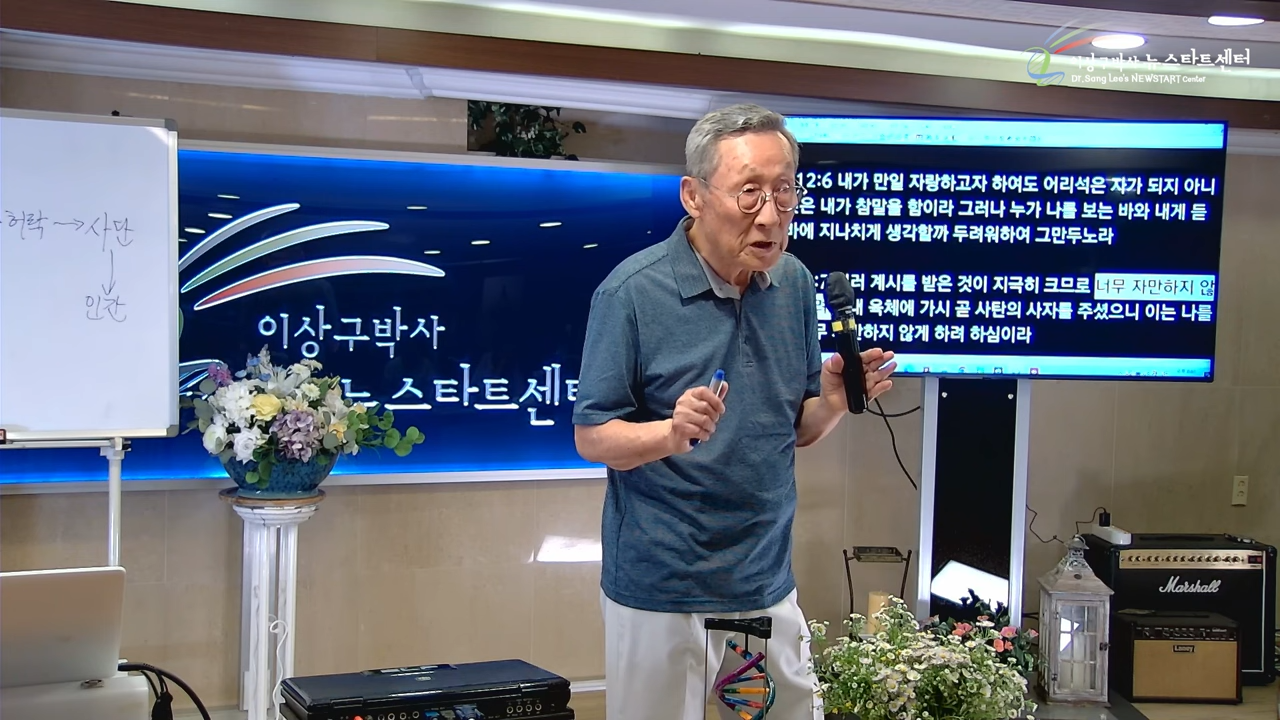 이상구박사 뉴스타트센터
Dr. Sang Lee's NEWSTART Center
허락 → 사단
↓
인간
이상구박사
뉴스타트센터
12:6 내가 만일 자랑하고자 하여도 어리석은 자가 되지 아니
은 내가 참말을 함이라 그러나 누가 나를 보는 바와 내게 듣
바에 지나치게 생각할까 두려워하여 그만두노라
:7 러 계시를 받은 것이 지극히 크므로 너무 자만하지 않
내 육체에 가시 곧 사탄의 사자를 주셨으니 이는 나를
만하지 않게 하려 하심이라
Marshall
Laney